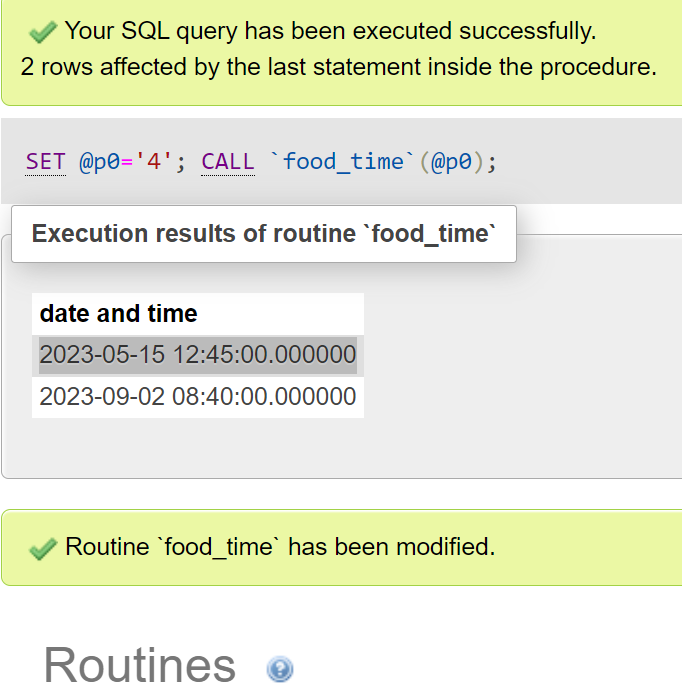 Your SQL query has been executed successfully.
2 rows affected by the last statement inside the procedure.
SET @p0='4'; CALL `food_time`(@p0);
Execution results of routine `food_time`
date and time
2023-05-15 12:45:00.000000
2023-09-02 08:40:00.000000
Routine `food_time` has been modified.
Routines ?